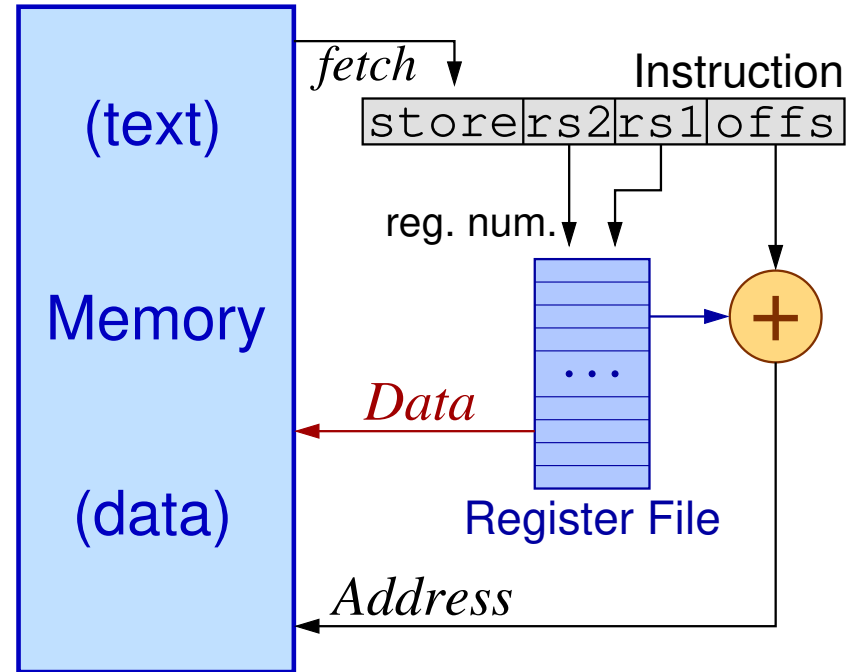 fetch
Instruction
store rs2 rs1 offs
(text)
reg. num.
Memory
+
...
Data
(data)
Register File
Address